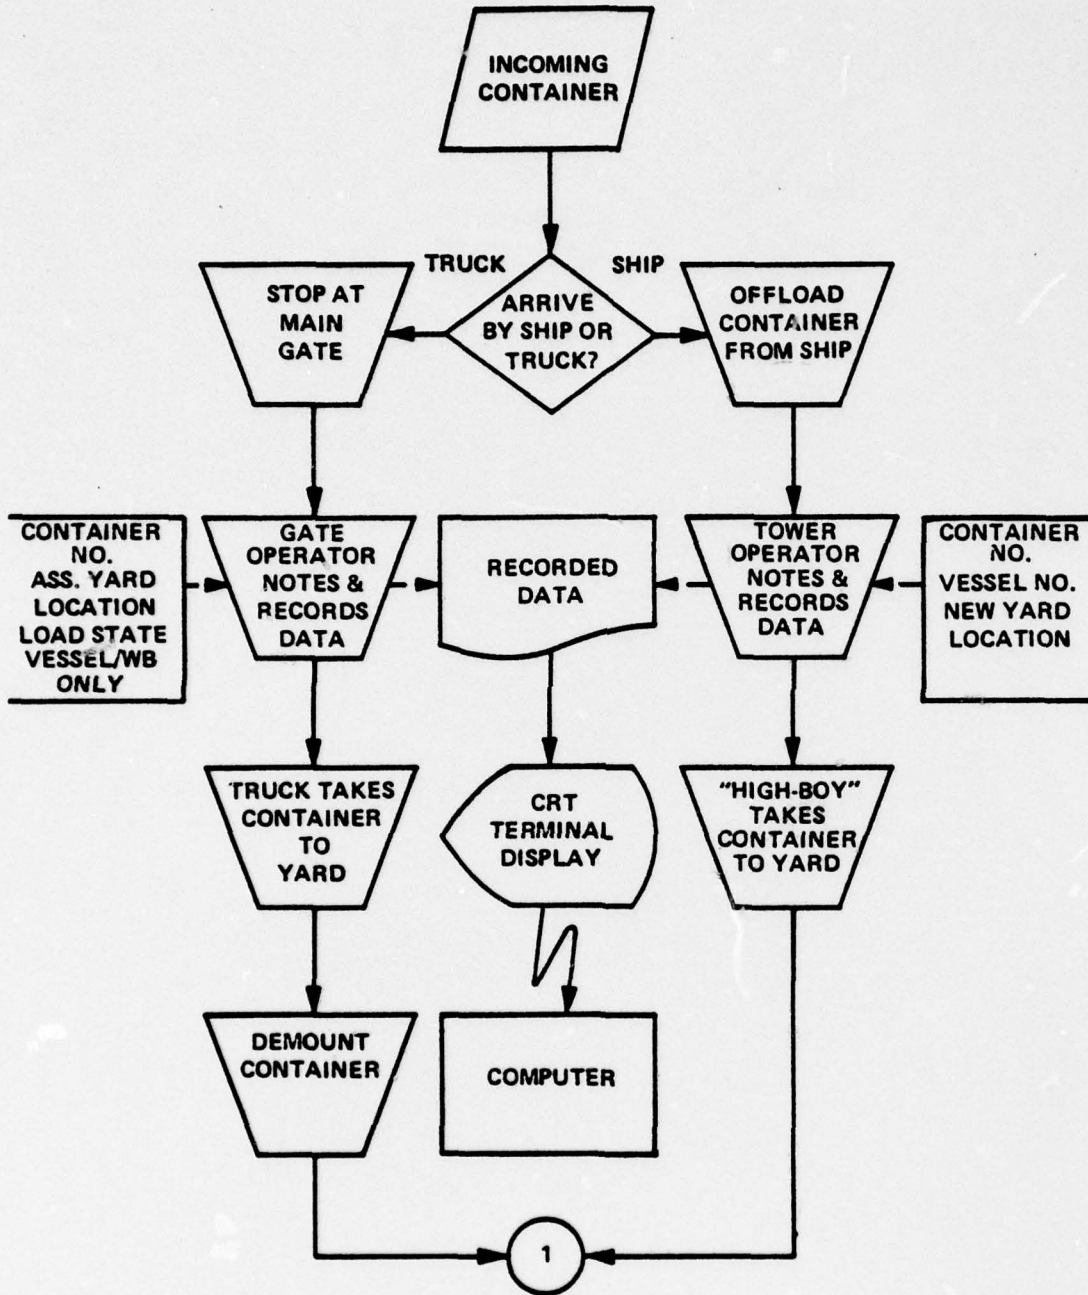 INCOMING
CONTAINER
TRUCK
SHIP
STOP AT
MAIN
GATE
ARRIVE
BY SHIP OR
TRUCK?
OFFLOAD
CONTAINER
FROM SHIP
CONTAINER
NO.
ASS. YARD
LOCATION
LOAD STATE
VESSEL/WB
ONLY
GATE
OPERATOR
NOTES &
RECORDS
DATA
RECORDED
DATA
TOWER
OPERATOR
NOTES &
RECORDS
DATA
CONTAINER
NO.
VESSEL NO.
NEW YARD
LOCATION
TRUCK TAKES
CONTAINER
TO
YARD
CRT
TERMINAL
DISPLAY
"HIGH-BOY"
TAKES
CONTAINER
TO YARD
DEMOUNT
CONTAINER
COMPUTER
1